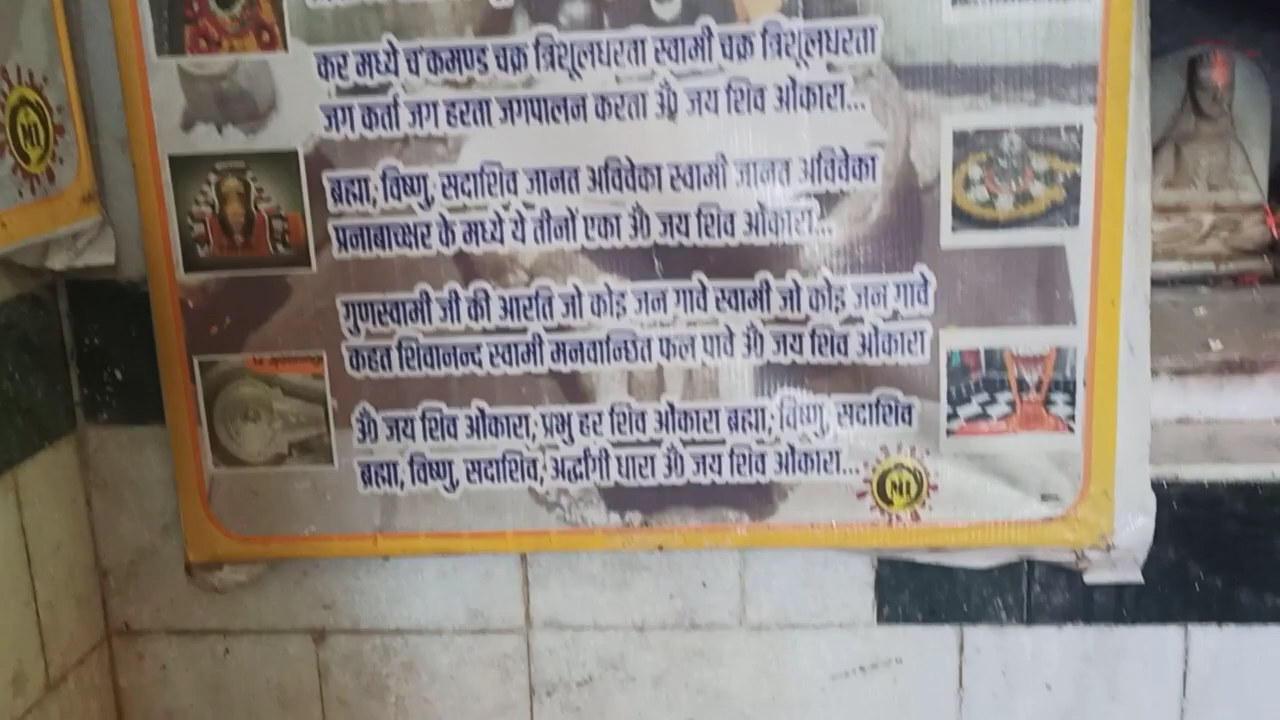 कर मध्ये च'कमण्ड चक्र त्रिशूलधरता स्वामी चक्र त्रिशूलधरता
जग कर्ता जग हरता जगपालन करता ॐ जय शिव ओंकारा...
ब्रह्मा, विष्णु, सदाशिव जानत अविवेका स्वामी जानत अविवेका
प्रनाबाच्क्षर के मध्ये ये तीनों एका ॐ जय शिव ओंकारा...
गुणस्वामी जी की आरति जो कोइ जन गावे स्वामी जो कोइ जन गावे
कहत शिवानन्द स्वामी मनवान्छित फल पावे ॐ जय शिव ओंकारा
ॐ जय शिव ओंकारा, प्रभु हर शिव ओंकारा ब्रह्मा, विष्णु, सदाशिव
ब्रह्मा, विष्णु, सदाशिव, अर्द्धांगी धारा ॐ जय शिव ओंकारा...